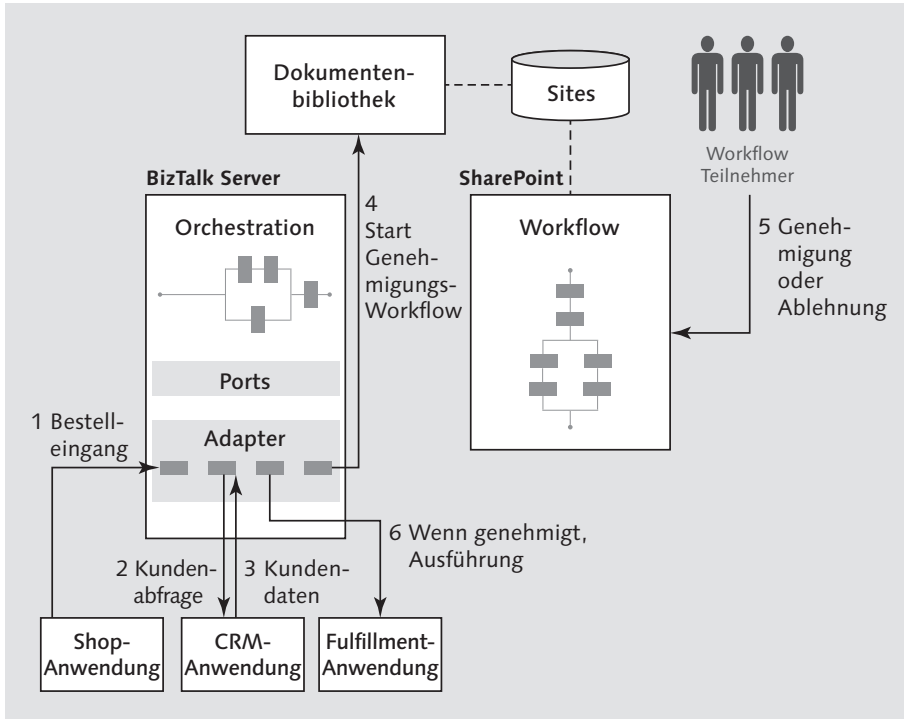 Dokumenten-
bibliothek
Sites
Workflow
Teilnehmer
BizTalk Server
SharePoint
Orchestration
4
Start
Geneh-
migungs-
Workflow
Workflow
5 Geneh-
migung
oder
Ablehnung
Ports
Adapter
1 Bestell-
eingang
2 Kunden-
abfrage
3 Kunden-
daten
6 Wenn genehmigt,
Ausführung
Shop-
Anwendung
CRM-
Anwendung
Fulfillment-
Anwendung